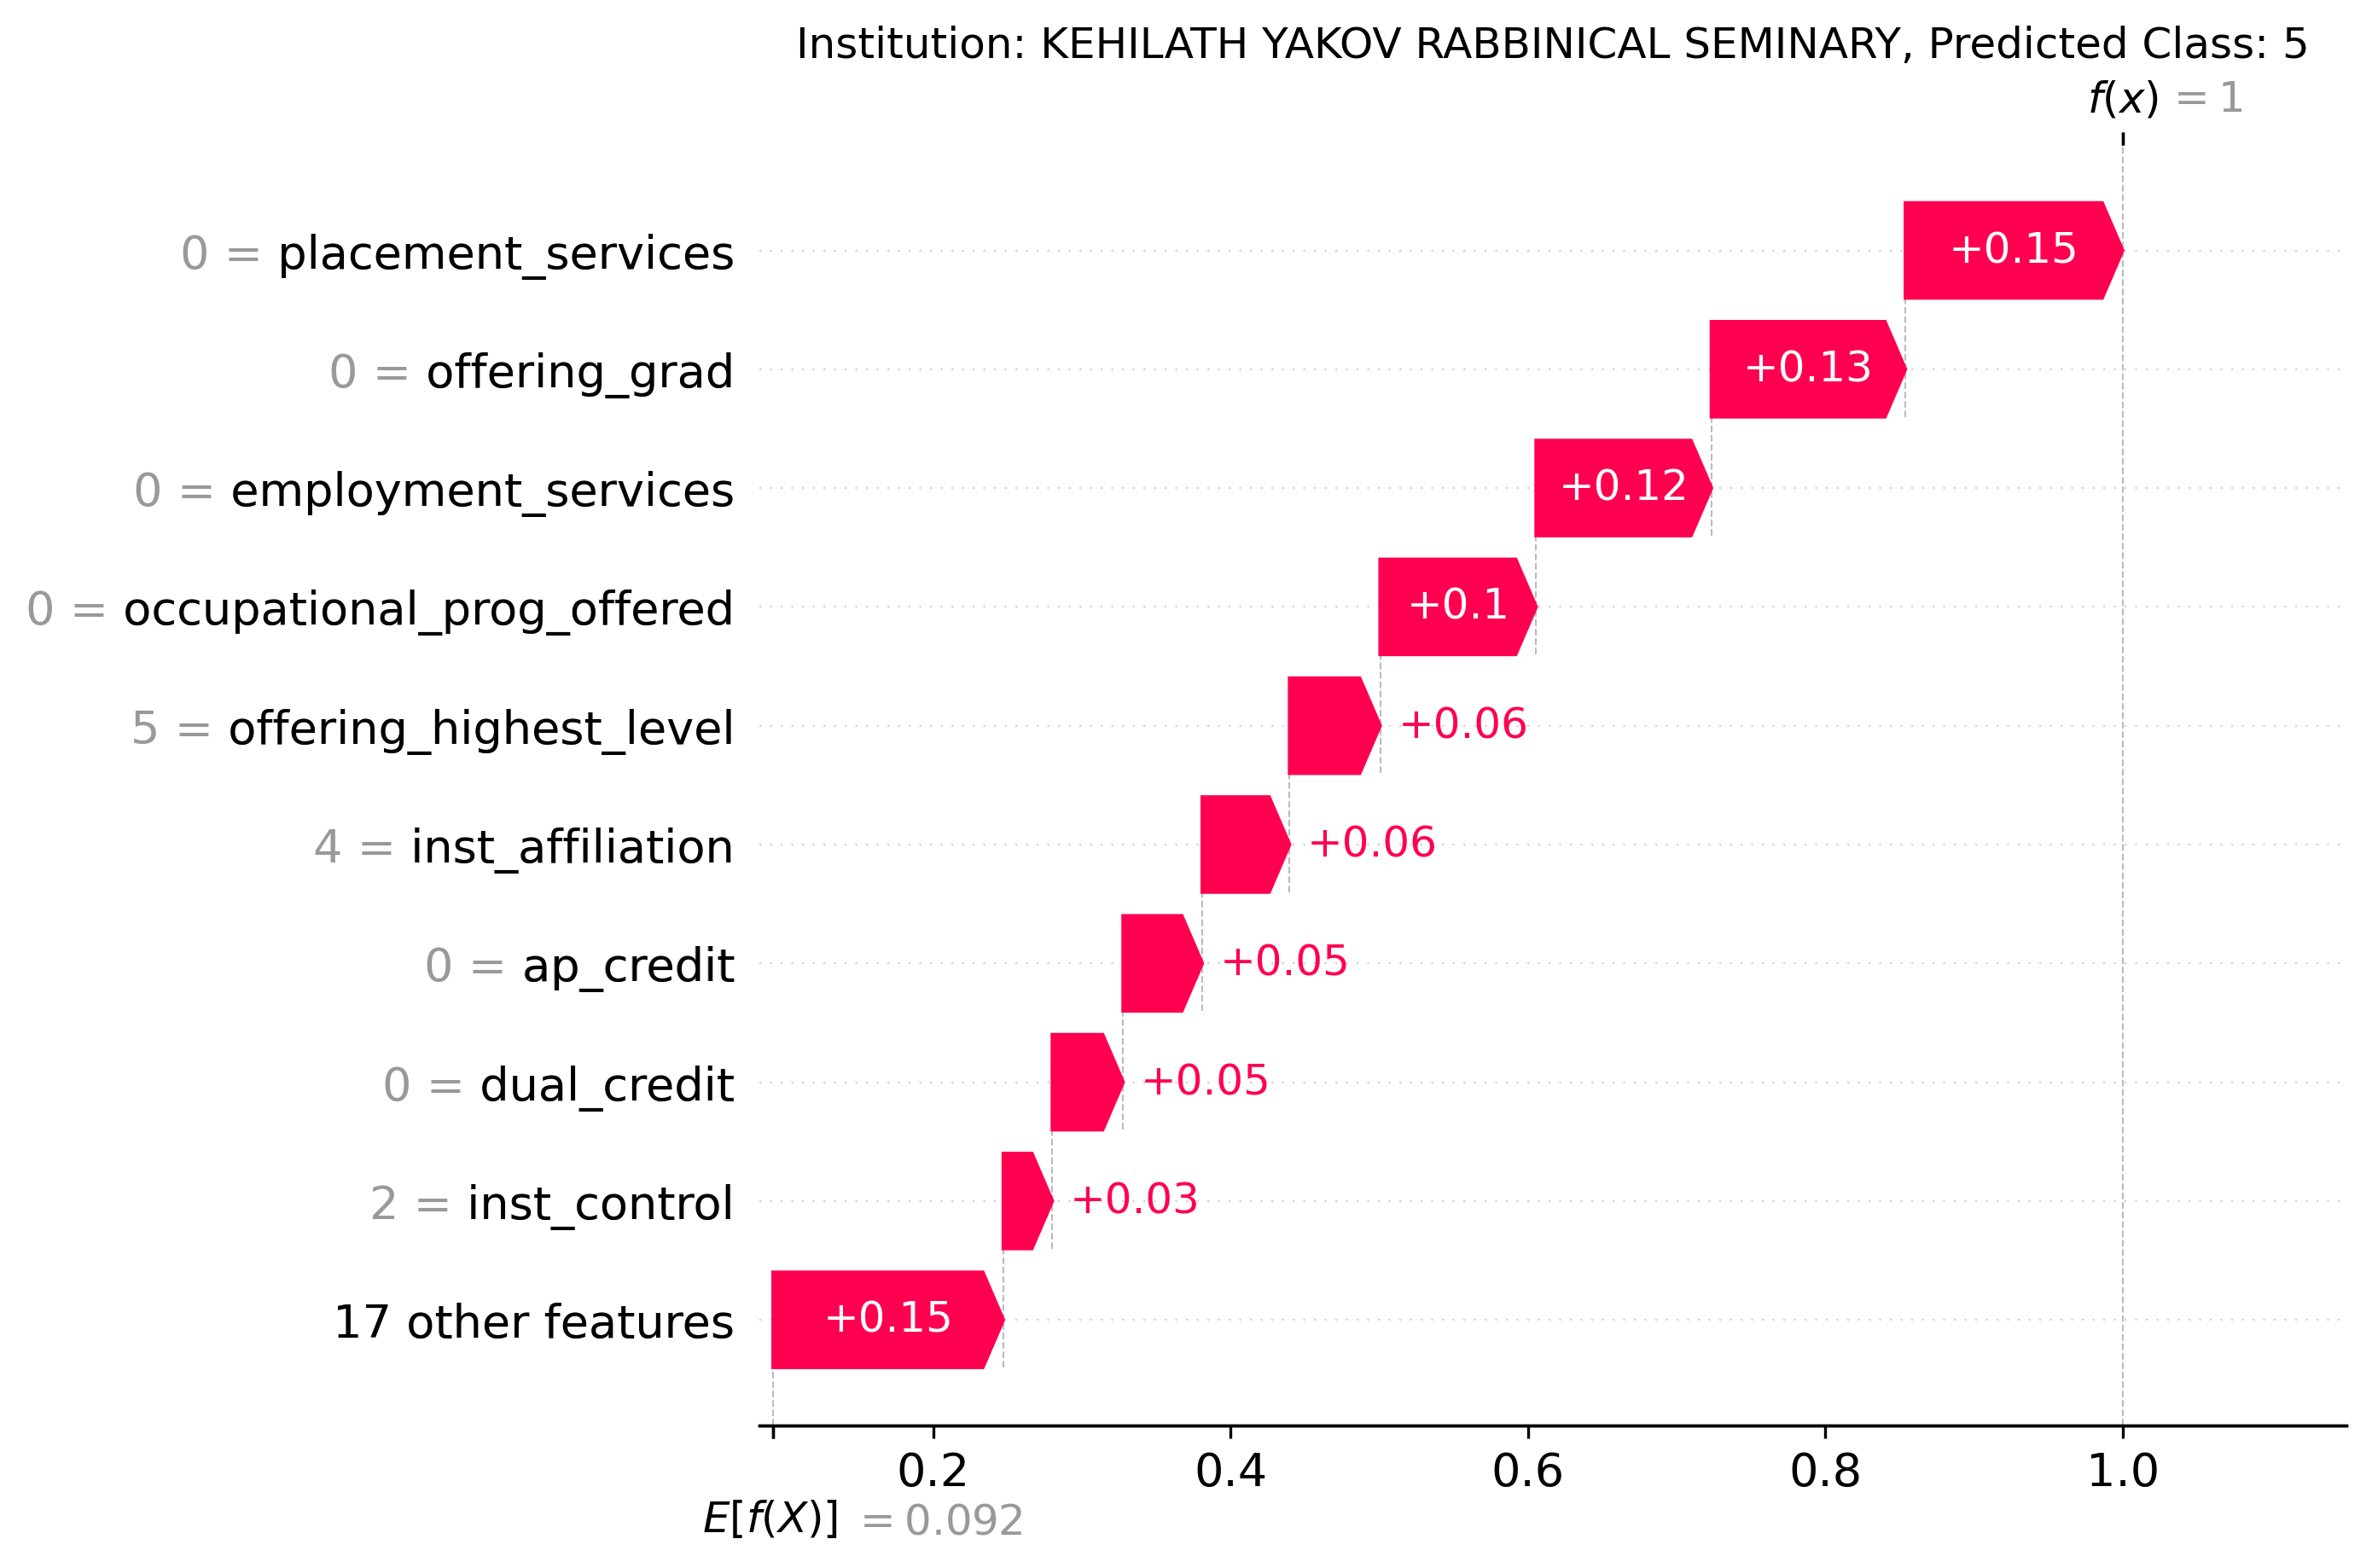 Institution: KEHILATH YAKOV RABBINICAL SEMINARY, Predicted Class: 5
f(x) = 1
0 = placement_services +0.15
0 = offering_grad +0.13
0 = employment_services +0.12
0 = occupational_prog_offered +0.1
5 = offering_highest_level +0.06
4 = inst_affiliation +0.06
0 = ap_credit +0.05
0 = dual_credit +0.05
2 = inst_control +0.03
17 other features +0.15
0.2 0.4 0.6 0.8 1.0
E[f(X)] = 0.092